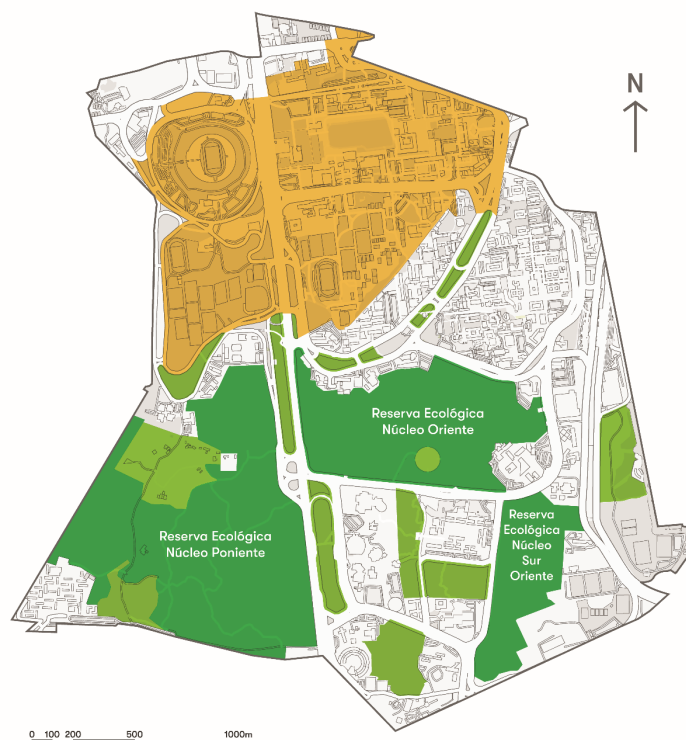 N
Reserva Ecológica
Núcleo Oriente
Reserva Ecológica
Núcleo Poniente
Reserva
Ecológica
Núcleo
Sur
Oriente
0 100 200 500 1000m